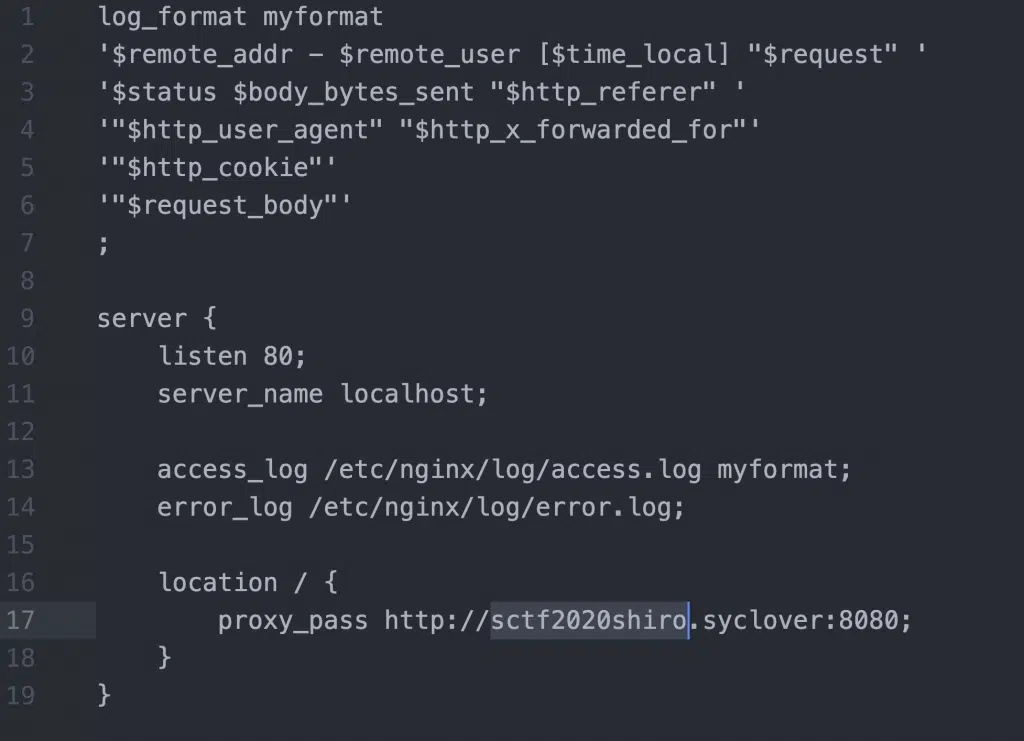 1 log_format myformat
2 '$remote_addr - $remote_user [$time_local] "$request" '
3 '$status $body_bytes_sent "$http_referer" '
4 '"$http_user_agent" "$http_x_forwarded_for"'
5 '"$http_cookie"'
6 '"$request_body"'
7 ;
8
9 server {
10     listen 80;
11     server_name localhost;
12
13     access_log /etc/nginx/log/access.log myformat;
14     error_log /etc/nginx/log/error.log;
15
16     location / {
17         proxy_pass http://sctf2020shiro.syclover:8080;
18     }
19 }